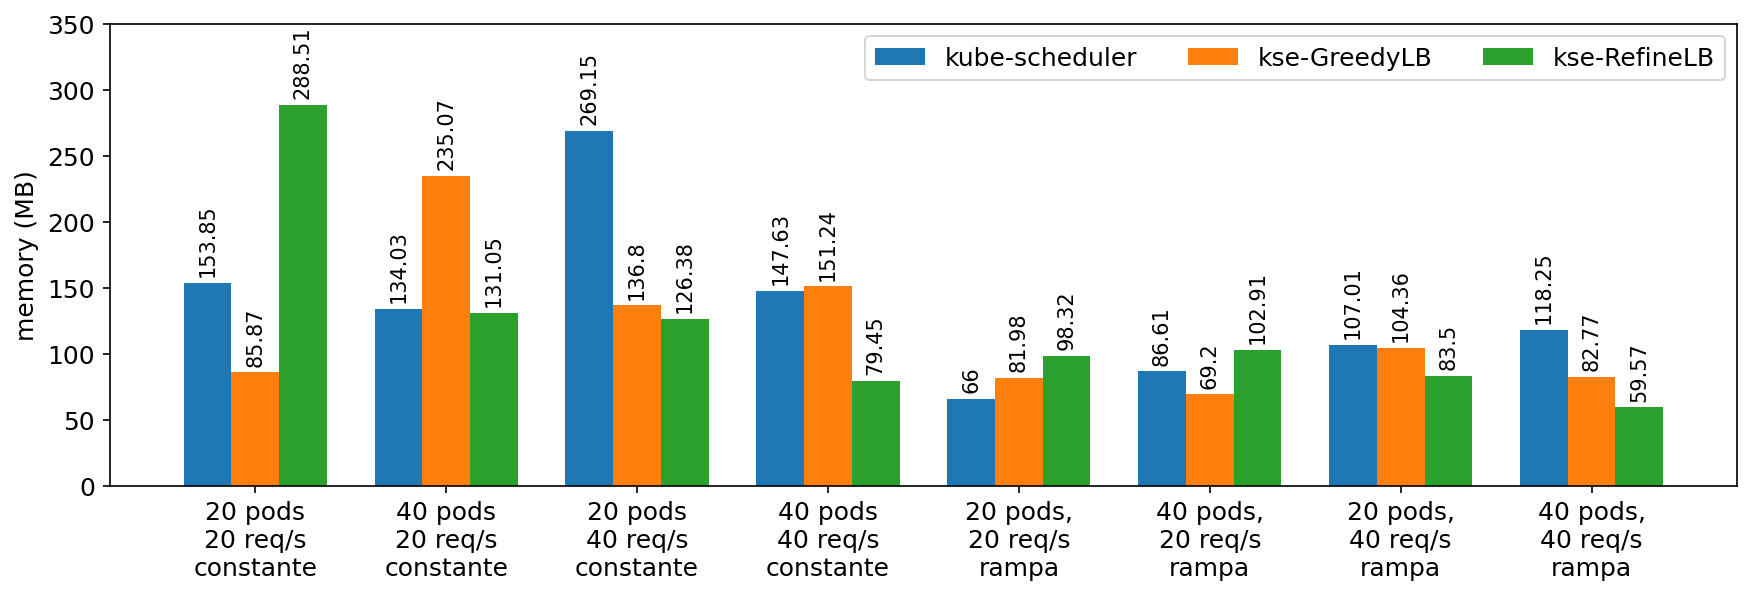 350
300
250
200
150
100
50
0
memory (MB)
kube-scheduler
kse-GreedyLB
kse-RefineLB
153.85
85.87
288.51
134.03
235.07
131.05
269.15
136.8
126.38
147.63
151.24
79.45
66
81.98
98.32
86.61
69.2
102.91
107.01
104.36
83.5
118.25
82.77
59.57
20 pods
20 req/s
constante
40 pods
20 req/s
constante
20 pods
40 req/s
constante
40 pods
40 req/s
constante
20 pods,
20 req/s
rampa
40 pods,
20 req/s
rampa
20 pods,
40 req/s
rampa
40 pods,
40 req/s
rampa